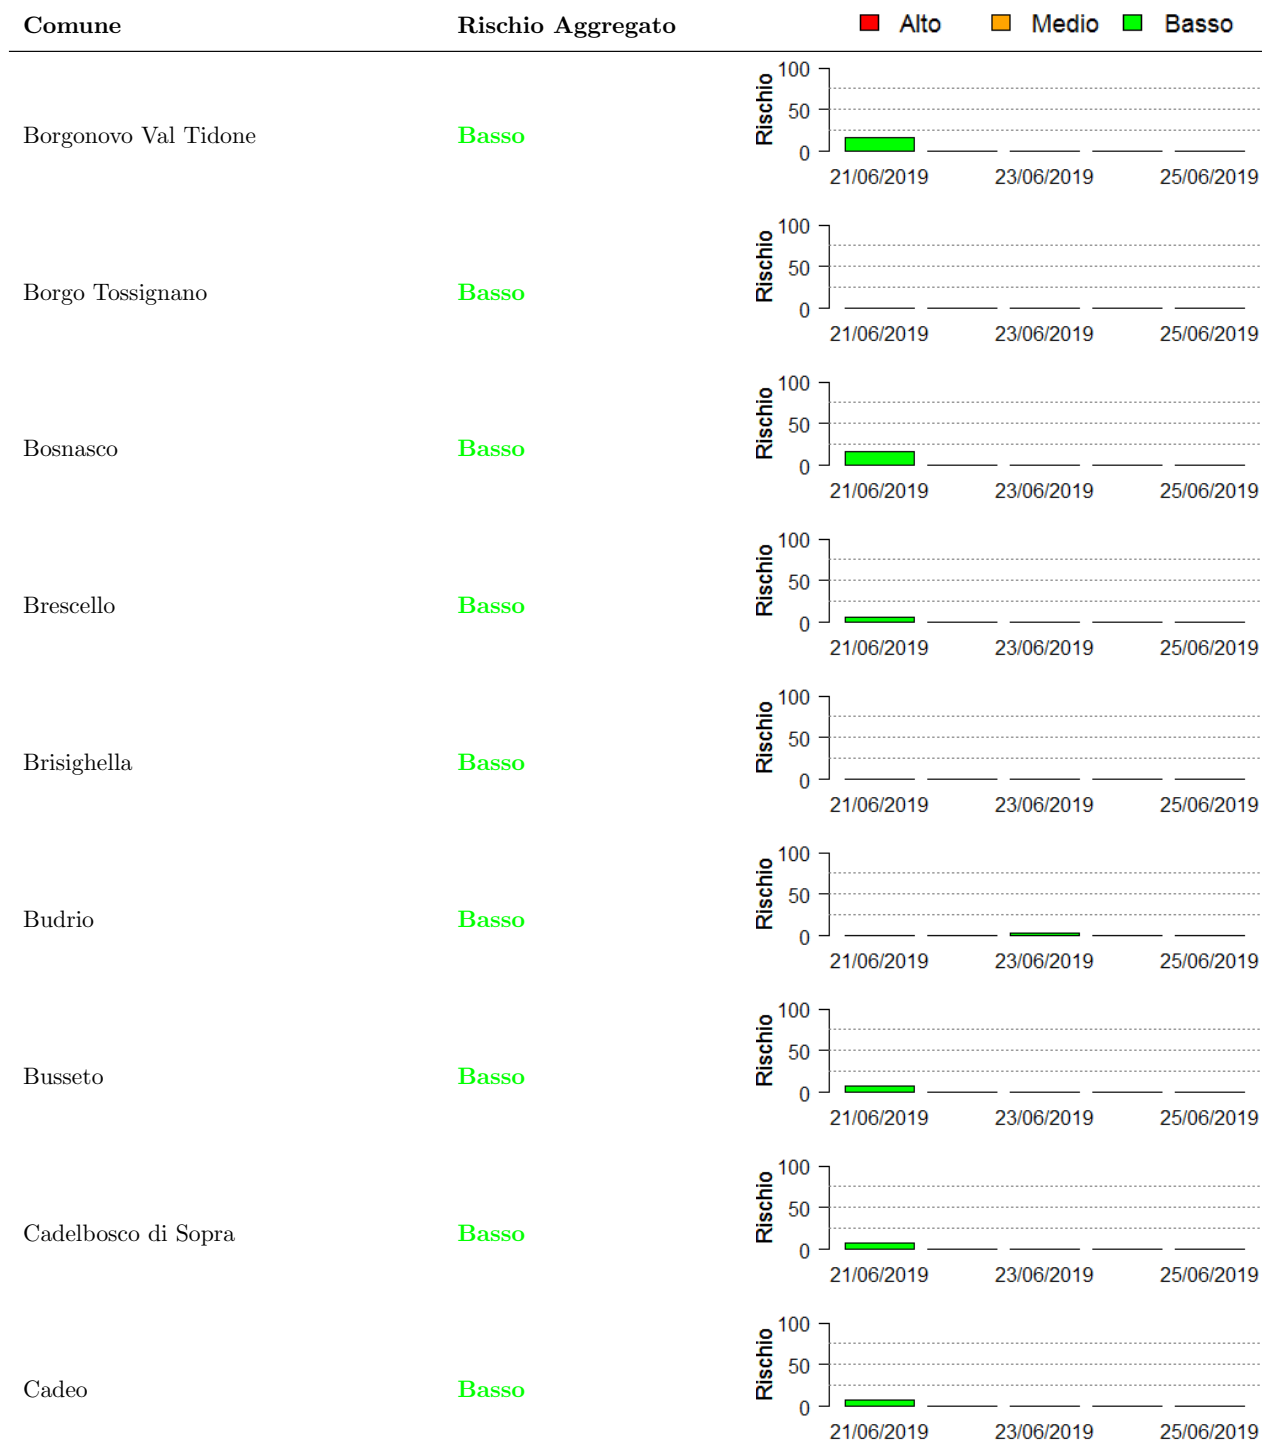 Comune Rischio Aggregato Alto Medio Basso
100
50
0
Rischio
Borgonovo Val Tidone Basso
21/06/2019 23/06/2019 25/06/2019
100
50
0
Rischio
Borgo Tossignano Basso
21/06/2019 23/06/2019 25/06/2019
100
50
0
Rischio
Bosnasco Basso
21/06/2019 23/06/2019 25/06/2019
100
50
0
Rischio
Brescello Basso
21/06/2019 23/06/2019 25/06/2019
100
50
0
Rischio
Brisighella Basso
21/06/2019 23/06/2019 25/06/2019
100
50
0
Rischio
Budrio Basso
21/06/2019 23/06/2019 25/06/2019
100
50
0
Rischio
Busseto Basso
21/06/2019 23/06/2019 25/06/2019
100
50
0
Rischio
Cadelbosco di Sopra Basso
21/06/2019 23/06/2019 25/06/2019
100
50
0
Rischio
Cadeo Basso
21/06/2019 23/06/2019 25/06/2019